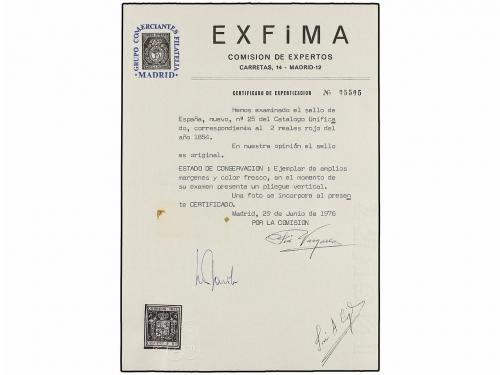 GRUPO COMERCIANTES FILATELIA
• MADRID •
EXFiMA
COMISION DE EXPERTOS
CARRETAS, 14 - MADRID-12
CERTIFICADO DE EXPERTIZACION Nº 05505
Hemos examinado el sello de
España, nuevo, nº 25 del Catalogo Unifica
do, correspondiende al 2 reales rojo del
año 1854.
En nuestra opinión el sello
es original.
ESTADO DE CONSERVACION : Ejemplar de amplios
margenes y color fresco, en el momento de
su examen presenta un pliegue vertical.
Una foto se incorpora al presen
te CERTIFICADO.
Madrid, 29 de Junio de 1976
POR LA COMISION